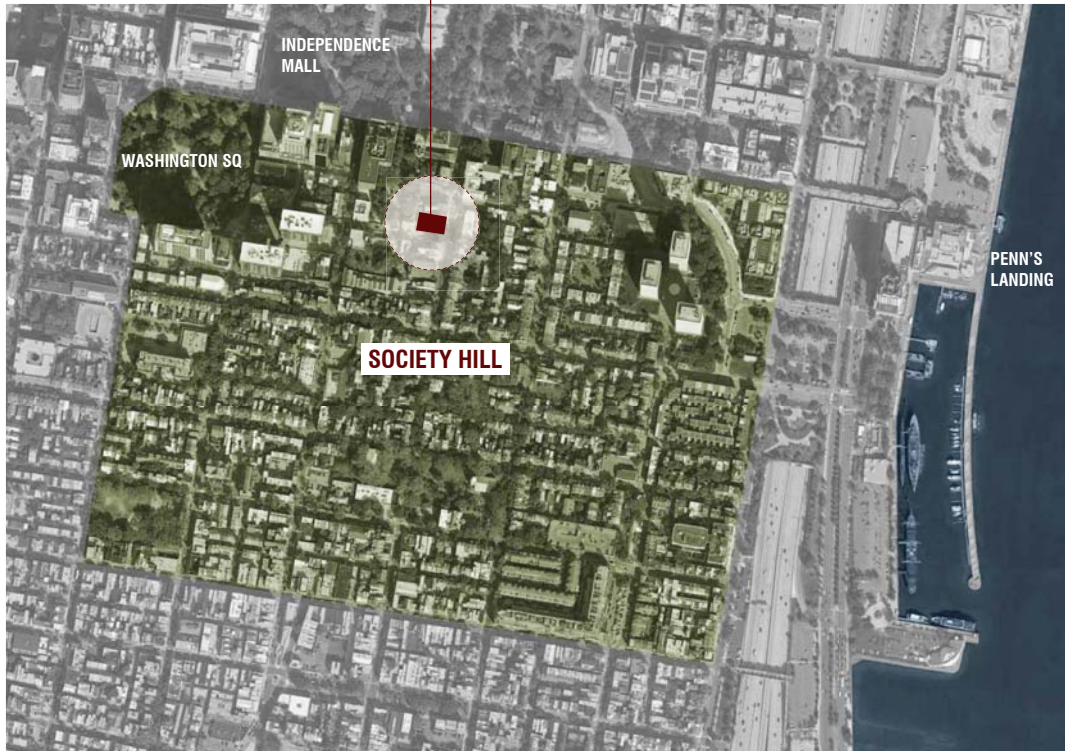 INDEPENDENCE
MALL
WASHINGTON SQ
PENN'S
LANDING
SOCIETY HILL